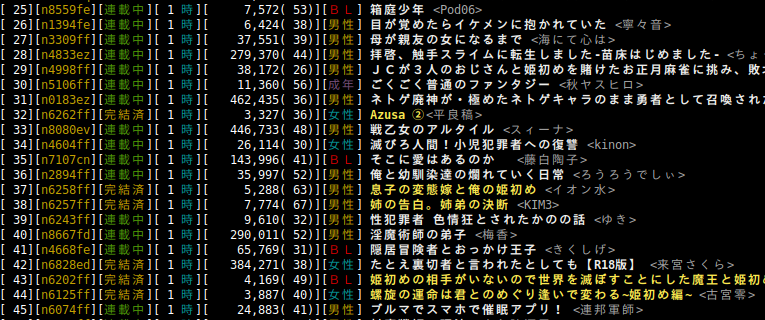 [ 25][n8559fe][連載中][ 1 時][ 7,572( 53)][ＢＬ] 箱庭少年 <Pod06>
[ 26][n1394fe][連載中][ 1 時][ 6,424( 38)][男性] 目が覚めたらイケメンに抱かれていた <寧々音>
[ 27][n3309ff][連載中][ 1 時][ 37,551( 39)][男性] 母が親友の女になるまで <海にて心は>
[ 28][n4833ez][連載中][ 1 時][ 279,370( 44)][男性] 拝啓、触手スライムに転生しました-苗床はじめました- <ちょ
[ 29][n4998ff][連載中][ 1 時][ 38,172( 26)][男性] ＪＣが３人のおじさんと姫初めを賭けたお正月麻雀に挑み、敗
[ 30][n5106ff][連載中][ 1 時][ 11,360( 56)][成年] ごくごく普通のファンタジー <秋ヤスヒロ>
[ 31][n0183ez][連載中][ 1 時][ 462,435( 36)][男性] ネトゲ廃神が・極めたネトゲキャラのまま勇者として召喚された
[ 32][n6262ff][完結済][ 1 時][ 3,327( 36)][女性] Azusa ②<平良稿>
[ 33][n8080ev][連載中][ 1 時][ 446,733( 48)][男性] 戦乙女のアルタイル <スィーナ>
[ 34][n4604ff][連載中][ 1 時][ 26,114( 30)][女性] 滅びろ人間！小児犯罪者への復讐 <kinon>
[ 35][n7107cn][連載中][ 1 時][ 143,996( 41)][ＢＬ] そこに愛はあるのか <藤白陶子>
[ 36][n2894ff][連載中][ 1 時][ 35,997( 52)][男性] 俺と幼馴染達の爛れていく日常 <ろうろうでしぃ>
[ 37][n6258ff][完結済][ 1 時][ 5,288( 63)][男性] 息子の変態嫁と俺の姫初め <イオン水>
[ 38][n6257ff][完結済][ 1 時][ 7,774( 67)][男性] 姉の告白。姉弟の決断 <KIM3>
[ 39][n6243ff][連載中][ 1 時][ 9,610( 32)][男性] 性犯罪者 色情狂とされたかのの話 <ゆき>
[ 40][n8667fd][連載中][ 1 時][ 290,011( 52)][男性] 淫魔術師の弟子 <梅香>
[ 41][n4668fe][連載中][ 1 時][ 65,769( 31)][ＢＬ] 隠居冒険者とおっかけ王子 <きくしげ>
[ 42][n6828ed][完結済][ 1 時][ 384,271( 38)][女性] たとえ裏切者と言われたとしても【R18版】 <来宮さくら>
[ 43][n6202ff][完結済][ 1 時][ 4,169( 49)][男性] 姫初めの相手がいないので世界を滅ぼすことにした魔王と姫初
[ 44][n6125ff][完結済][ 1 時][ 3,887( 40)][女性] 螺旋の運命は君とのめぐり逢いで変わる~姫初め編~ <古宮零>
[ 45][n6074ff][連載中][ 1 時][ 24,883( 41)][男性] ブルマでスマホで催眠アプリ！ <連邦軍師>